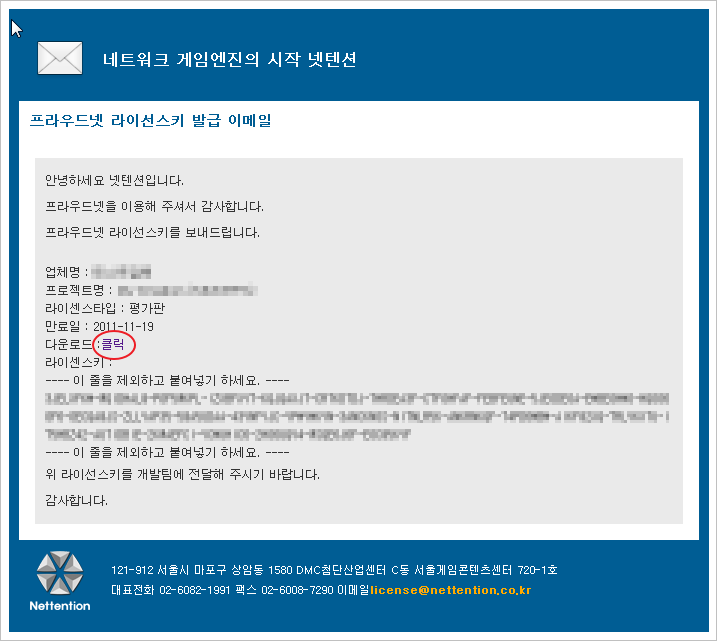 네트워크 게임엔진의 시작 넷텐션
프라우드넷 라이선스키 발급 이메일
안녕하세요 넷텐션입니다.
프라우드넷을 이용해 주셔서 감사합니다.
프라우드넷 라이선스키를 보내드립니다.
업체명 :
프로젝트명 :
라이센스타입 : 평가판
만료일 : 2011-11-19
다운로드 :클릭
라이센스키 :
---- 이 줄을 제외하고 붙여넣기 하세요. ----
---- 이 줄을 제외하고 붙여넣기 하세요. ----
위 라이선스키를 개발팀에 전달해 주시기 바랍니다.
감사합니다.
Nettention
121-912 서울시 마포구 상암동 1580 DMC첨단산업센터 C동 서울게임콘텐츠센터 720-1호
대표전화 02-6082-1991 팩스 02-6008-7290 이메일license@nettention.co.kr